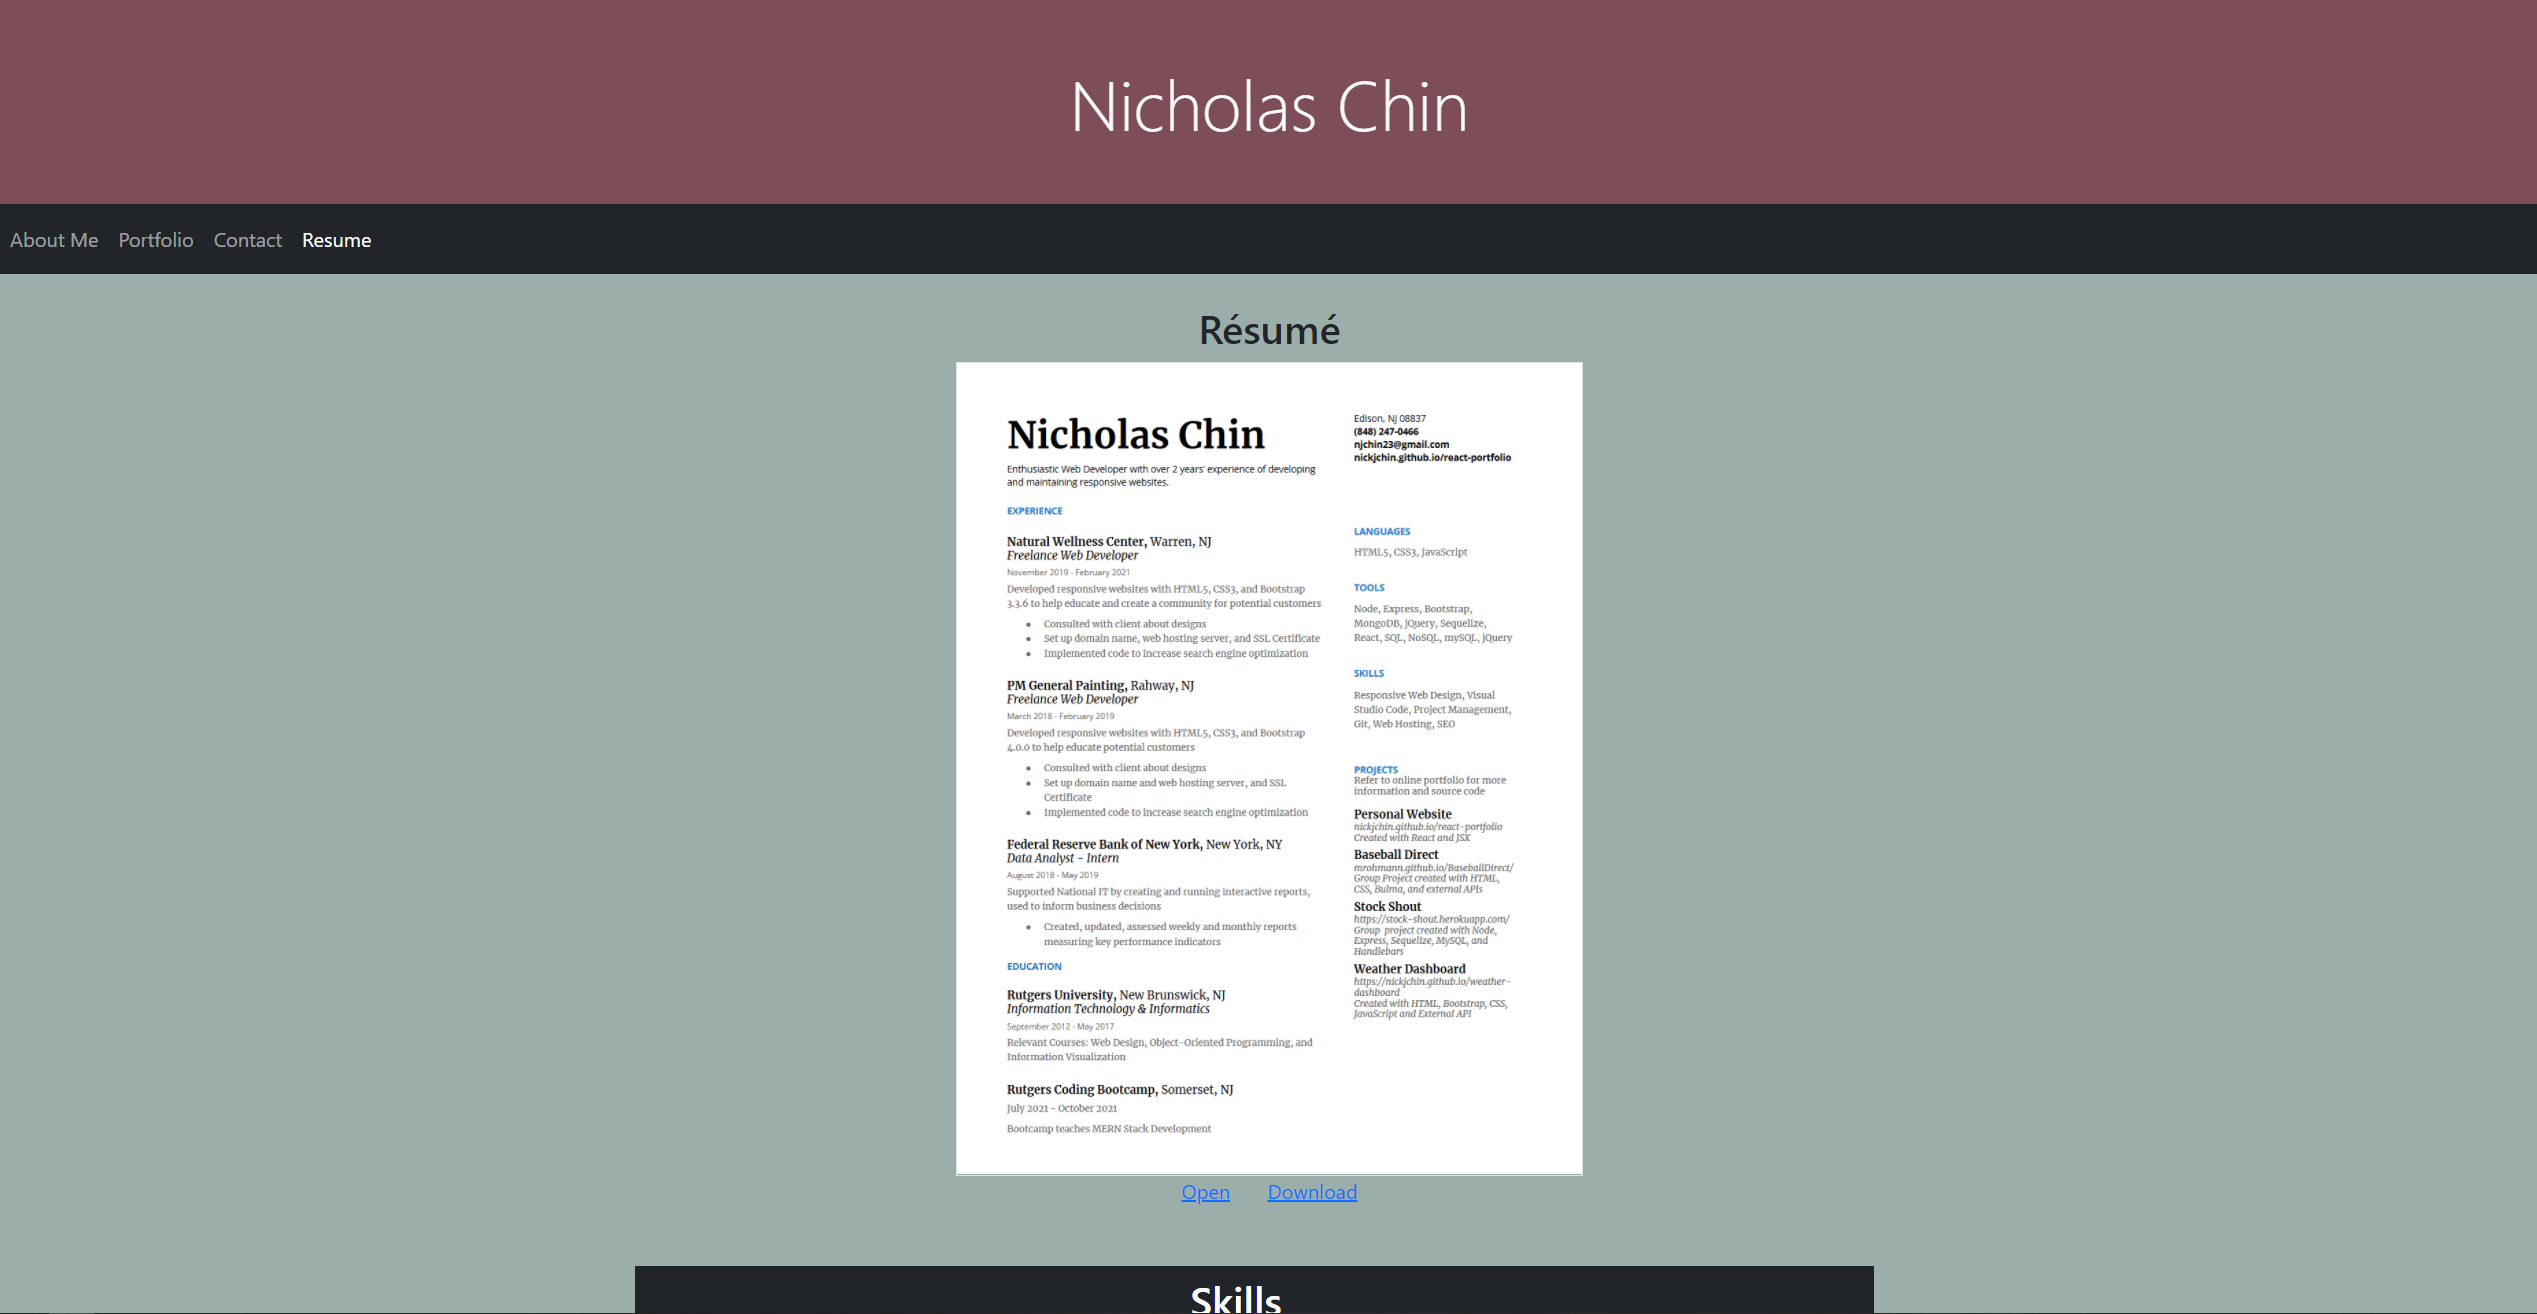 Nicholas Chin
About Me Portfolio Contact Resume
Résumé
Nicholas Chin
Enthusiastic Web Developer with over 2 years' experience of developing
and maintaining responsive websites.
EXPERIENCE
Natural Wellness Center, Warren, NJ
Freelance Web Developer
November 2019 - February 2021
Developed responsive websites with HTML5, CSS3, and Bootstrap
3.3.6 to help educate and create a community for potential customers
● Consulted with client about designs
● Set up domain name, web hosting server, and SSL Certificate
● Implemented code to increase search engine optimization
PM General Painting, Rahway, NJ
Freelance Web Developer
March 2018 - February 2019
Developed responsive websites with HTML5, CSS3, and Bootstrap
4.0.0 to help educate potential customers
● Consulted with client about designs
● Set up domain name and web hosting server, and SSL
Certificate
● Implemented code to increase search engine optimization
Federal Reserve Bank of New York, New York, NY
Data Analyst - Intern
August 2018 - May 2019
Supported National IT by creating and running interactive reports,
used to inform business decisions
● Created, updated, assessed weekly and monthly reports
measuring key performance indicators
EDUCATION
Rutgers University, New Brunswick, NJ
Information Technology & Informatics
September 2012 - May 2017
Relevant Courses: Web Design, Object-Oriented Programming, and
Information Visualization
Rutgers Coding Bootcamp, Somerset, NJ
July 2021 - October 2021
Bootcamp teaches MERN Stack Development
Edison, NJ 08837
(848) 247-0466
njchin23@gmail.com
nickjchin.github.io/react-portfolio
LANGUAGES
HTML5, CSS3, JavaScript
TOOLS
Node, Express, Bootstrap,
MongoDB, jQuery, Sequelize,
React, SQL, NoSQL, mySQL, jQuery
SKILLS
Responsive Web Design, Visual
Studio Code, Project Management,
Git, Web Hosting, SEO
PROJECTS
Refer to online portfolio for more
information and source code
Personal Website
nickjchin.github.io/react-portfolio
Created with React and JSX
Baseball Direct
mrohmann.github.io/BaseballDirect/
Group Project created with HTML,
CSS, Bulma, and external APIs
Stock Shout
https://stock-shout.herokuapp.com/
Group project created with Node,
Express, Sequelize, MySQL, and
Handlebars
Weather Dashboard
https://nickjchin.github.io/weather-
dashboard
Created with HTML, Bootstrap, CSS,
JavaScript and External API
Open Download
Skills